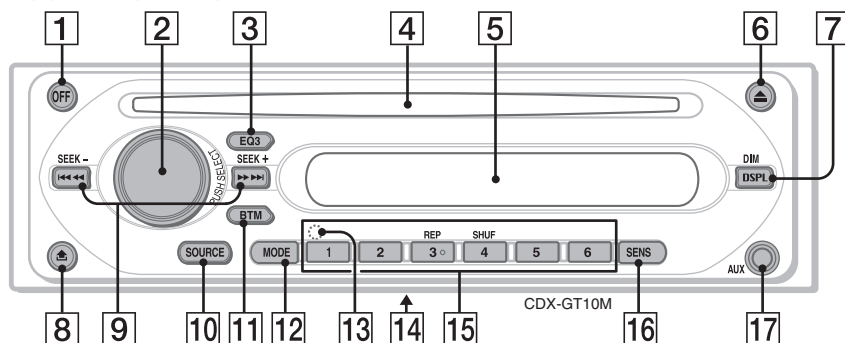 1 2 3 4 5 6 7
OFF
EQ3
SEEK – SEEK +
PUSH SELECT
DIM
DSPL
BTM
REP SHUF
SOURCE MODE 1 2 3 4 5 6 SENS
AUX
CDX-GT10M
8 9 10 11 12 13 14 15 16 17